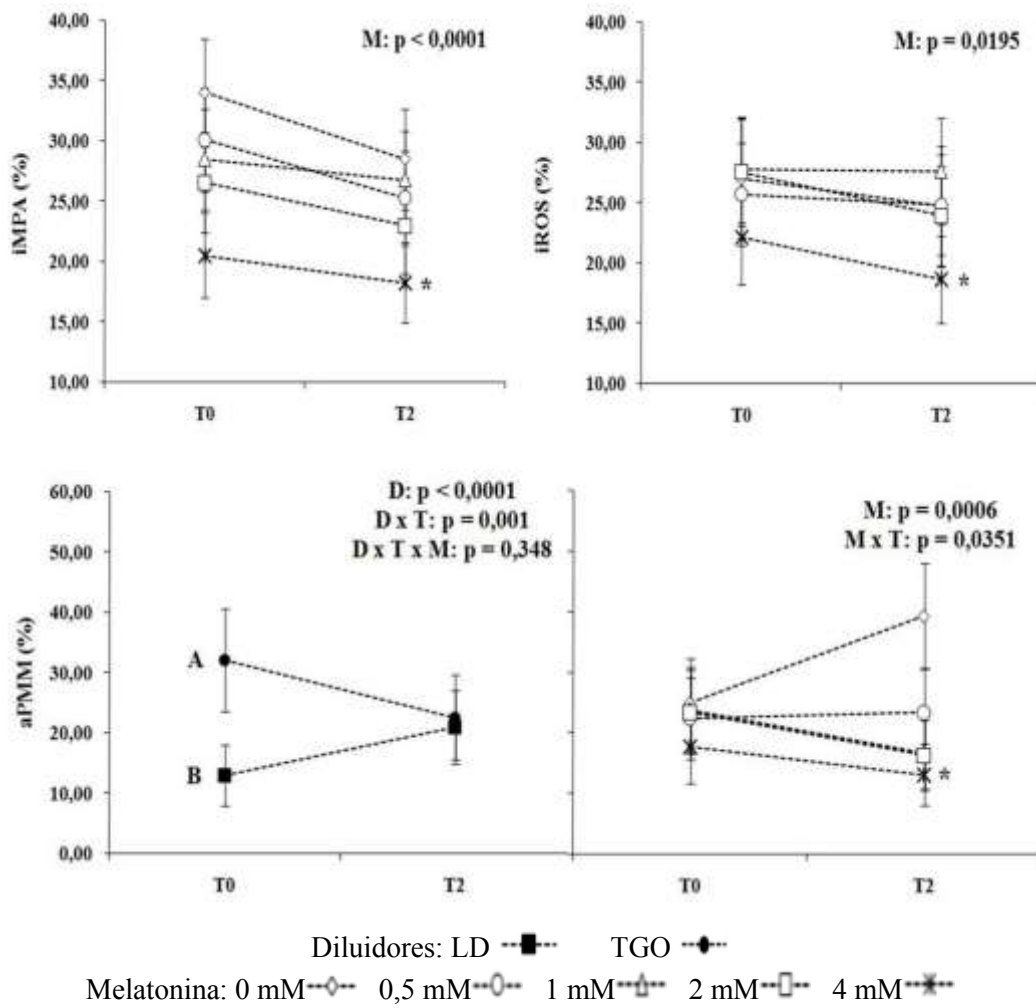 40,00
35,00
30,00
25,00
20,00
15,00
10,00
iMPA (%)
M: p < 0,0001
*
T0 T2
40,00
35,00
30,00
25,00
20,00
15,00
10,00
iROS (%)
M: p = 0,0195
*
T0 T2
60,00
50,00
40,00
30,00
20,00
10,00
0,00
aPMM (%)
D: p < 0,0001
D x T: p = 0,001
D x T x M: p = 0,348
A
B
T0 T2
M: p = 0,0006
M x T: p = 0,0351
*
T0 T2
Diluidores: LD TGO
Melatonina: 0 mM 0,5 mM 1 mM 2 mM 4 mM